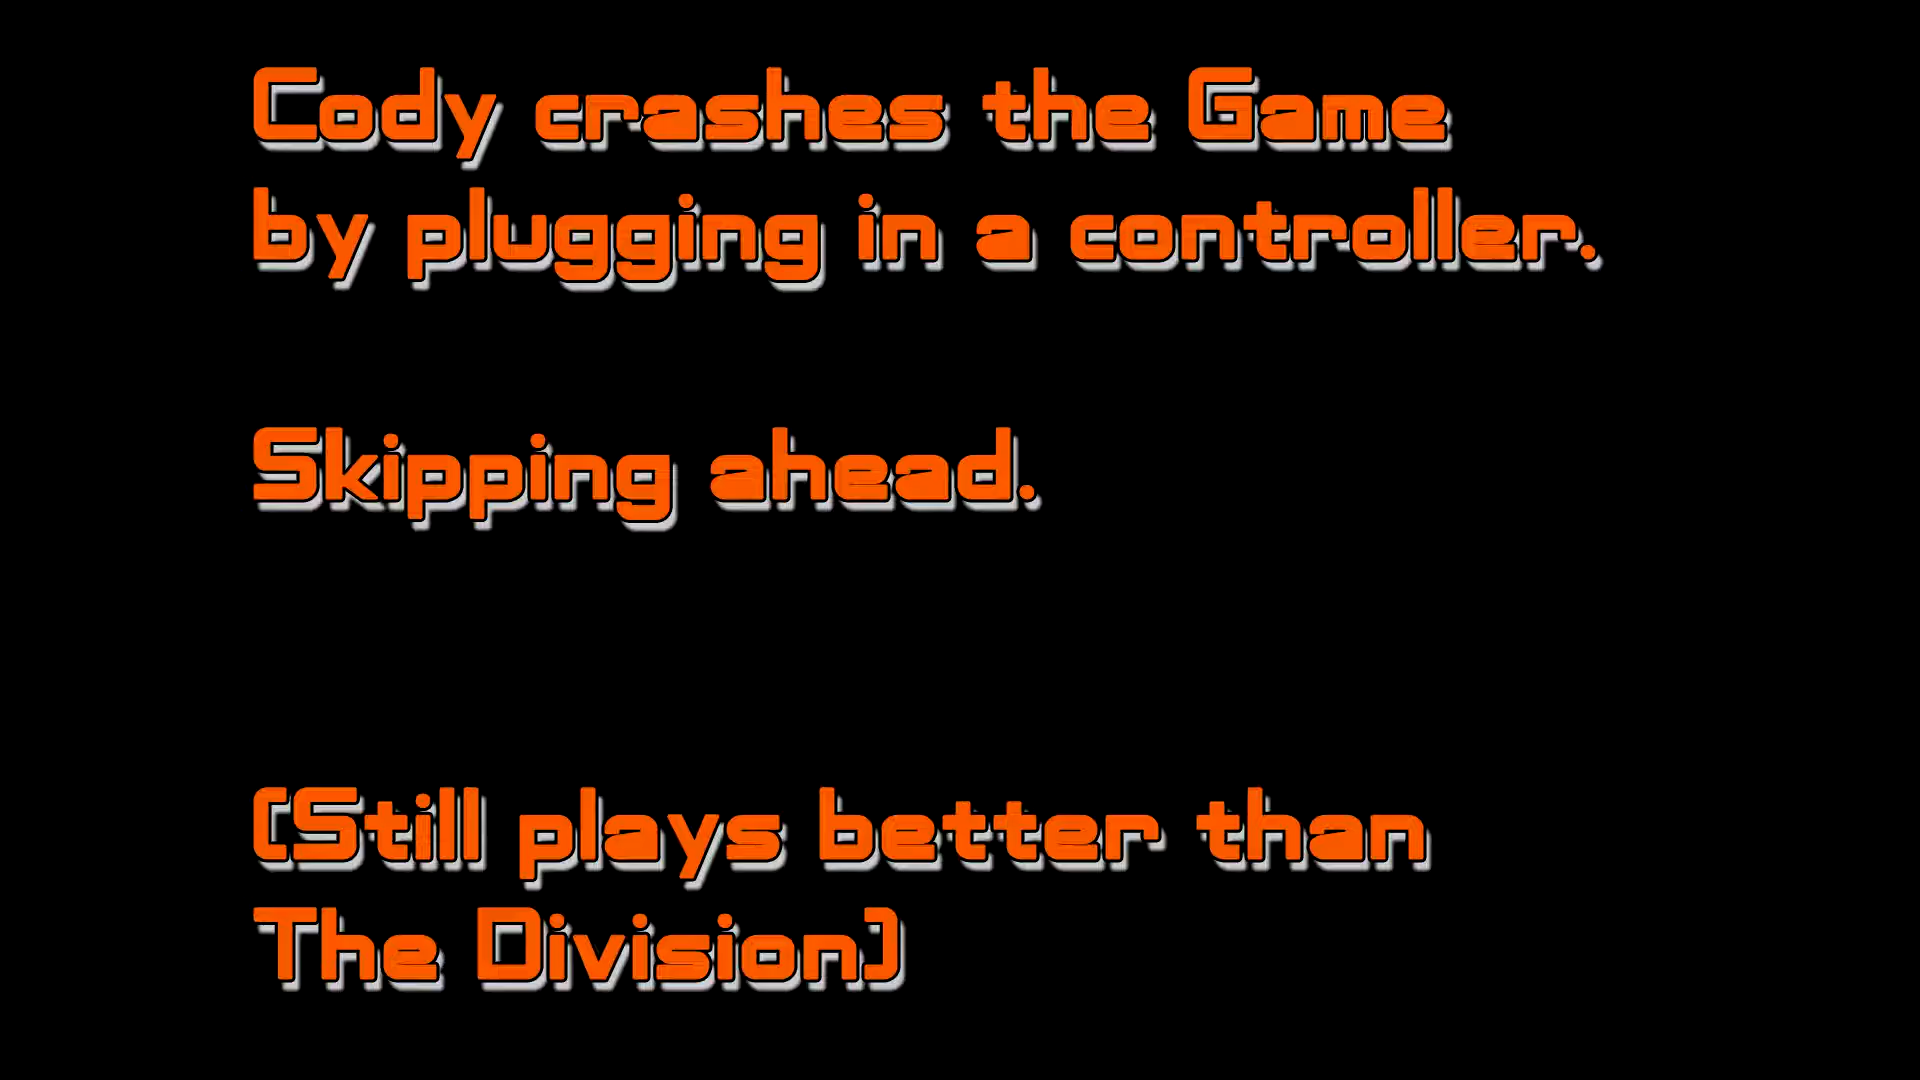 Cody crashes the Game
by plugging in a controller.
Skipping ahead.
(Still plays better than
The Division)